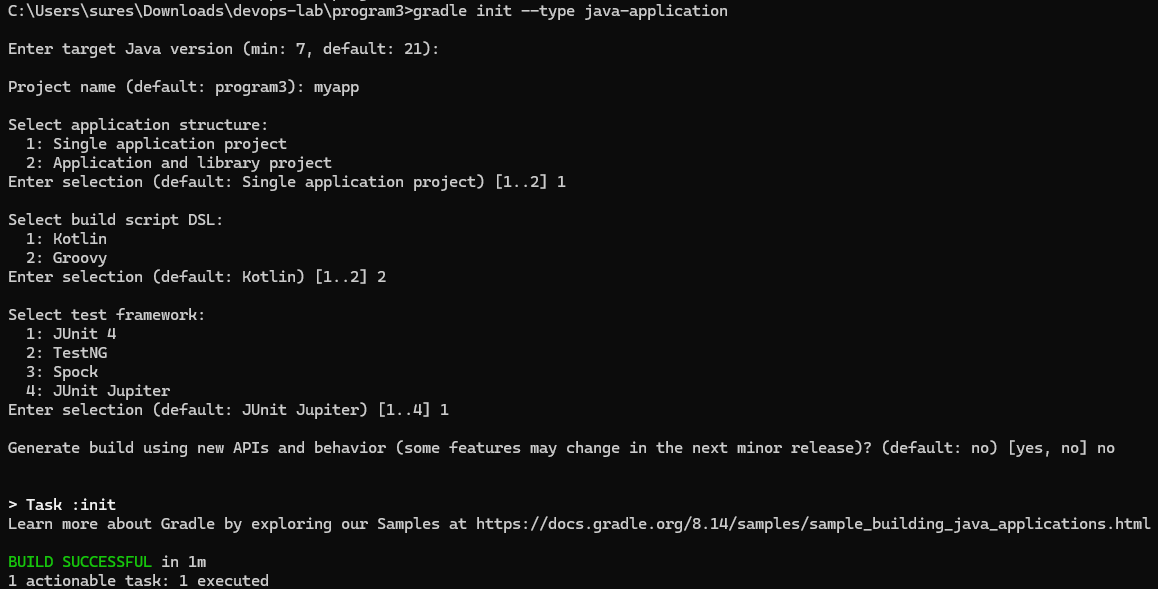 C:\Users\sures\Downloads\devops-lab\program3>gradle init --type java-application
Enter target Java version (min: 7, default: 21):
Project name (default: program3): myapp
Select application structure:
  1: Single application project
  2: Application and library project
Enter selection (default: Single application project) [1..2] 1
Select build script DSL:
  1: Kotlin
  2: Groovy
Enter selection (default: Kotlin) [1..2] 2
Select test framework:
  1: JUnit 4
  2: TestNG
  3: Spock
  4: JUnit Jupiter
Enter selection (default: JUnit Jupiter) [1..4] 1
Generate build using new APIs and behavior (some features may change in the next minor release)? (default: no) [yes, no] no
> Task :init
Learn more about Gradle by exploring our Samples at https://docs.gradle.org/8.14/samples/sample_building_java_applications.html
BUILD SUCCESSFUL in 1m
1 actionable task: 1 executed